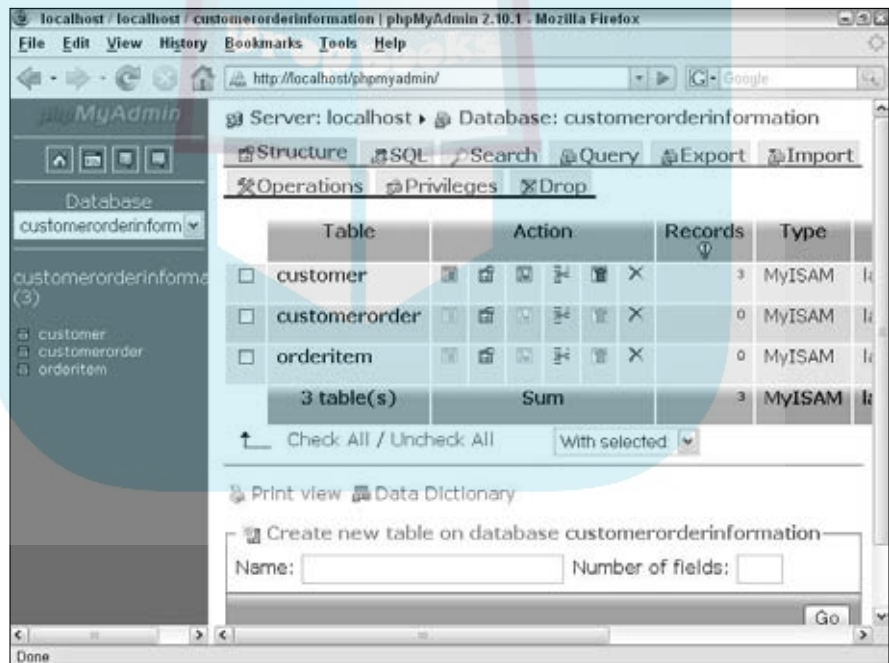 localhost / localhost / customerorderinformation | phpMyAdmin 2.10.1 - Mozilla Firefox
File Edit View History Bookmarks Tools Help
http://localhost/phpmyadmin/ Google
phpMyAdmin
Database
customerorderinform
customerorderinforma
(3)
customer
customerorder
orderitem
Server: localhost Database: customerorderinformation
Structure SQL Search Query Export Import
Operations Privileges Drop
Table Action Records Type
customer 3 MyISAM la
customerorder 0 MyISAM la
orderitem 0 MyISAM la
3 table(s) Sum 3 MyISAM la
Check All / Uncheck All With selected:
Print view Data Dictionary
Create new table on database customerorderinformation
Name: Number of fields:
Go
Done